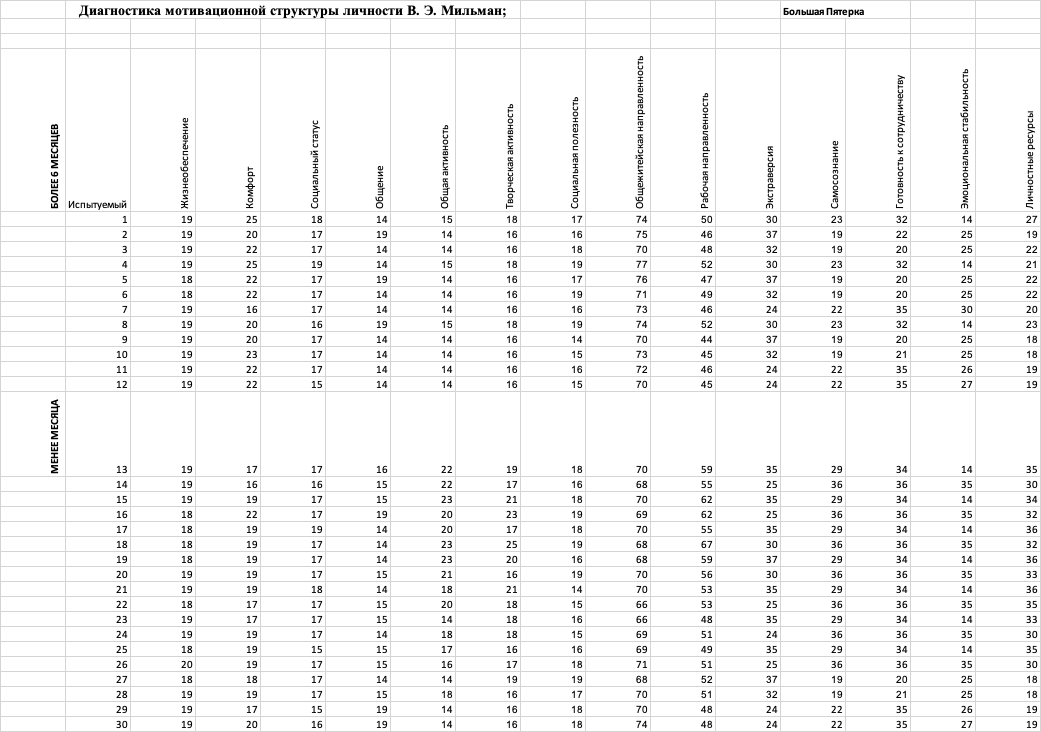 Диагностика мотивационной структуры личности В. Э. Мильман; Большая Пятерка
БОЛЕЕ 6 МЕСЯЦЕВ Испытуемый Жизнеобеспечение Комфорт Социальный статус Общение Общая активность Творческая активность Социальная полезность Общежитейская направленность Рабочая направленность Экстраверсия Самосознание Готовность к сотрудничеству Эмоциональная стабильность Личностные ресурсы
1 19 25 18 14 15 18 17 74 50 30 23 32 14 27
2 19 20 17 19 14 16 16 75 46 37 19 22 25 19
3 19 22 17 14 14 16 18 70 48 32 19 20 25 22
4 19 25 19 14 15 18 19 77 52 30 23 32 14 21
5 18 22 17 19 14 16 17 76 47 37 19 20 25 22
6 18 22 17 14 14 16 19 71 49 32 19 20 25 22
7 19 16 17 14 14 16 16 73 46 24 22 35 30 20
8 19 20 16 19 15 18 19 74 52 30 23 32 14 23
9 19 20 17 14 14 16 14 70 44 37 19 20 25 18
10 19 23 17 14 14 16 15 73 45 32 19 21 25 18
11 19 22 17 14 14 16 16 72 46 24 22 35 26 19
12 19 22 15 14 14 16 15 70 45 24 22 35 27 19
МЕНЕЕ МЕСЯЦА
13 19 17 17 16 22 19 18 70 59 35 29 34 14 35
14 19 16 16 15 22 17 16 68 55 25 36 36 35 30
15 19 19 17 15 23 21 18 70 62 35 29 34 14 34
16 18 22 17 19 20 23 19 69 62 25 36 36 35 32
17 18 19 19 14 20 17 18 70 55 35 29 34 14 36
18 18 19 17 14 23 25 19 68 67 30 36 36 35 32
19 18 19 17 14 23 20 16 68 59 37 29 34 14 36
20 19 19 17 15 21 16 19 70 56 30 36 36 35 33
21 19 19 18 14 18 21 14 70 53 35 29 34 14 36
22 18 17 17 15 20 18 15 66 53 25 36 36 35 35
23 19 17 17 15 14 18 16 66 48 35 29 34 14 33
24 19 19 17 14 18 18 15 69 51 24 36 36 35 30
25 18 19 15 15 17 16 16 69 49 35 29 34 14 35
26 20 19 17 15 16 17 18 71 51 25 36 36 35 30
27 18 18 17 14 14 19 19 68 52 37 19 20 25 18
28 19 19 17 15 18 16 17 70 51 32 19 21 25 18
29 19 17 15 19 14 16 18 70 48 24 22 35 26 19
30 19 20 16 19 14 16 18 74 48 24 22 35 27 19